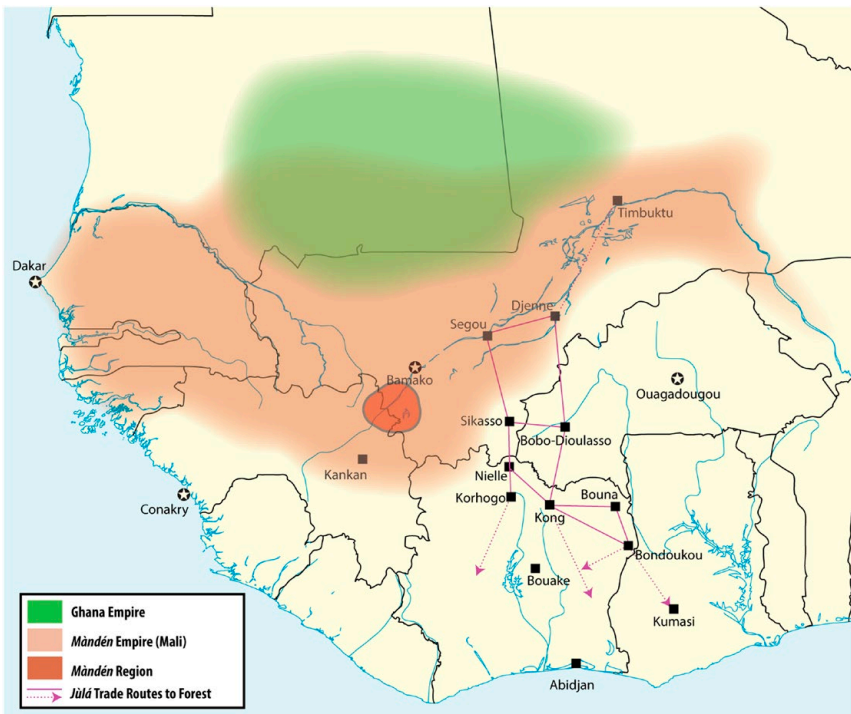 Timbuktu
Dakar
Djenne
Segou
Bamako
Ouagadougou
Sikasso
Bobo-Dioulasso
Kankan
Nielle
Conakry
Korhogo
Bouna
Kong
Bondoukou
Bouake
Kumasi
Abidjan
Ghana Empire
Màndén Empire (Mali)
Màndén Region
Jùlá Trade Routes to Forest